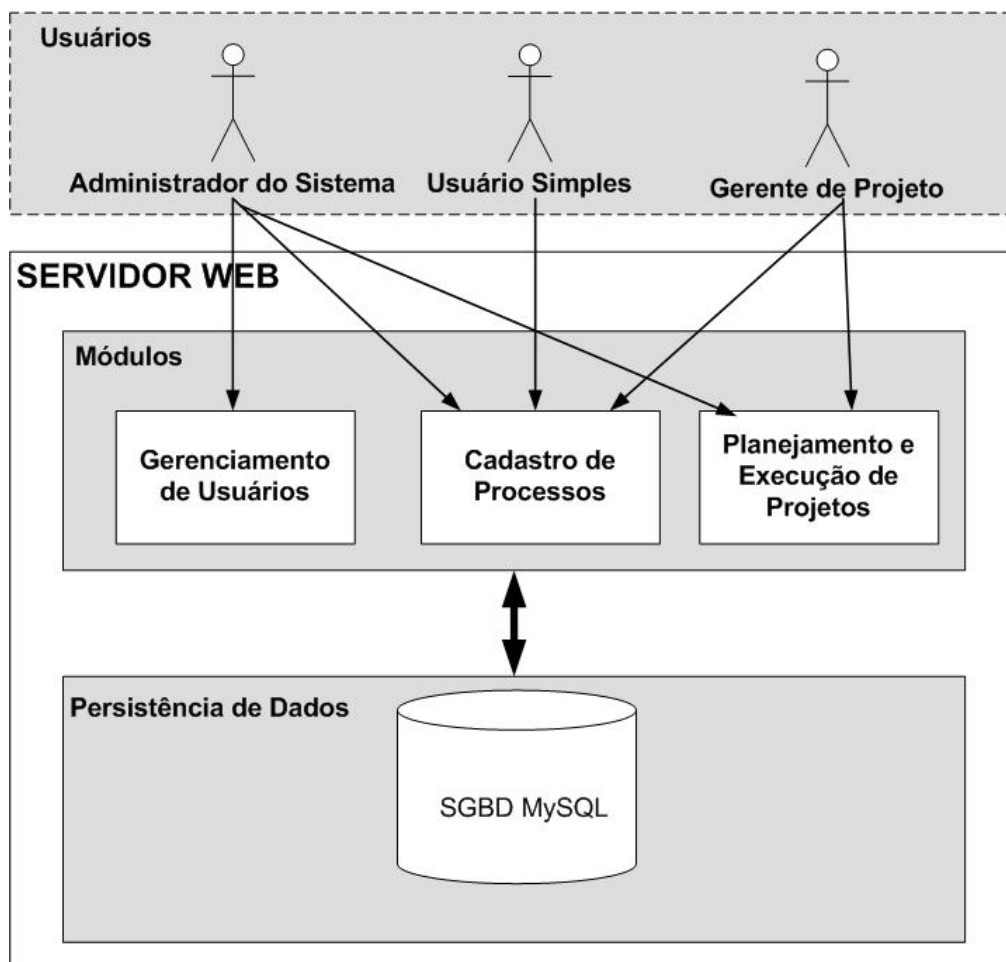 Usuários
Administrador do Sistema
Usuário Simples
Gerente de Projeto
SERVIDOR WEB
Módulos
Gerenciamento
de Usuários
Cadastro de
Processos
Planejamento e
Execução de
Projetos
Persistência de Dados
SGBD MySQL